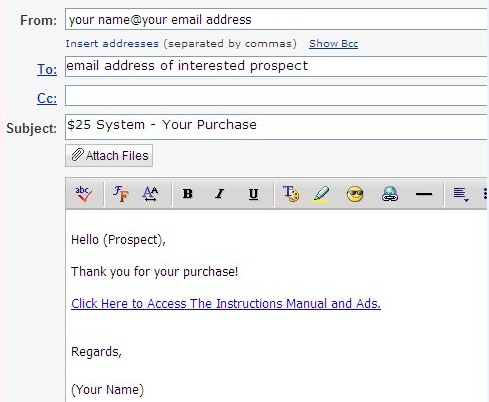 From: your name@your email address
Insert addresses (separated by commas) Show Bcc
To: email address of interested prospect
Cc:
Subject: $25 System - Your Purchase
Attach Files
abc F F A A B I U T
Hello (Prospect),
Thank you for your purchase!
Click Here to Access The Instructions Manual and Ads.
Regards,
(Your Name)